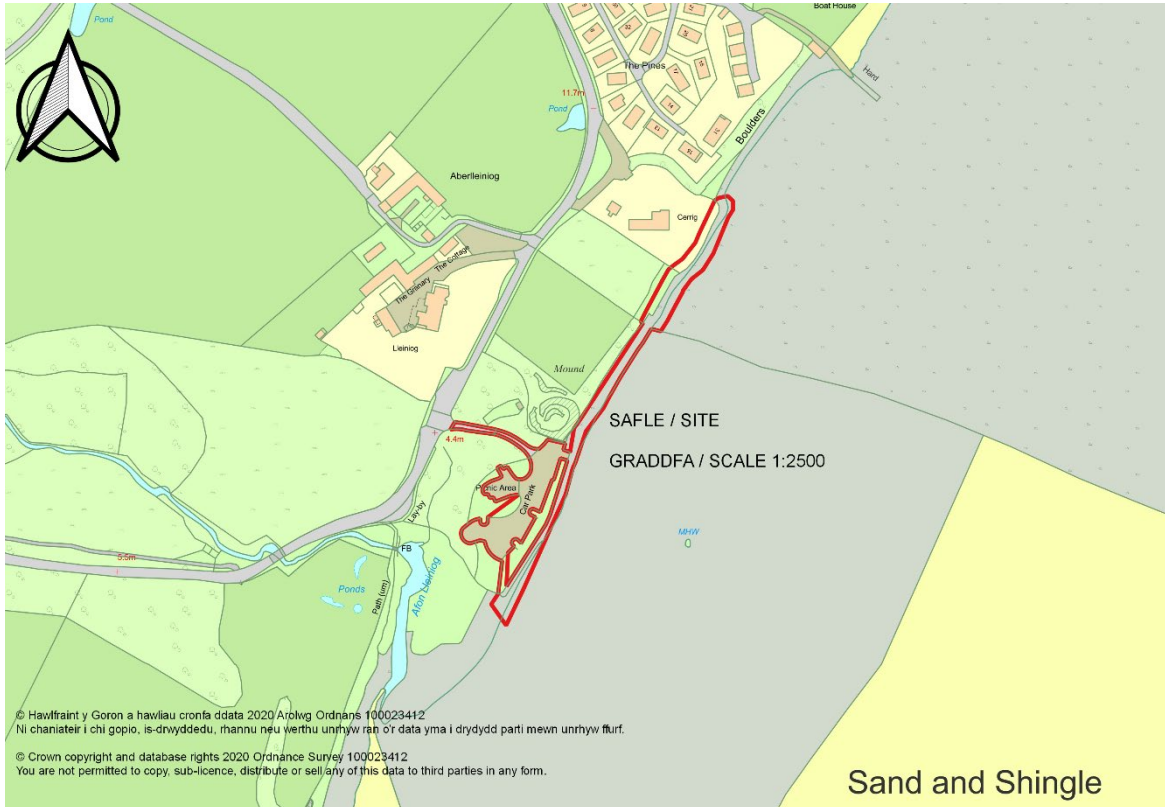 Boat House
Pond
The Pines
Hard
11.7m
Pond
Boulders
Aberlleiniog
Cerrig
The Cottage
The Granary
Lleiniog
Mound
SAFLE / SITE
4.4m
GRADDFA / SCALE 1:2500
Picnic Area
Car Park
Lay-by
MHW
FB
5.5m
Ponds
Path (um)
Afon Lleiniog
© Hawlfraint y Goron a hawliau cronfa ddata 2020 Arolwg Ordnans 100023412
Ni chaniateir i chi gopio, is-drwyddedu, rhannu neu werthu unrhyw ran o'r data yma i drydydd parti mewn unrhyw ffurf.
© Crown copyright and database rights 2020 Ordnance Survey 100023412
You are not permitted to copy, sub-licence, distribute or sell any of this data to third parties in any form.
Sand and Shingle